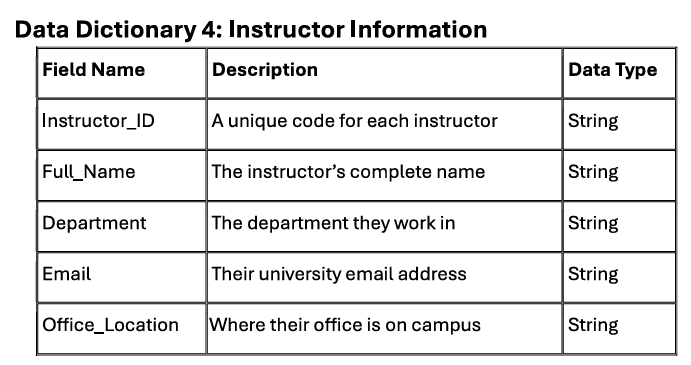 Data Dictionary 4: Instructor Information
Field Name Description Data Type
Instructor_ID A unique code for each instructor String
Full_Name The instructor’s complete name String
Department The department they work in String
Email Their university email address String
Office_Location Where their office is on campus String